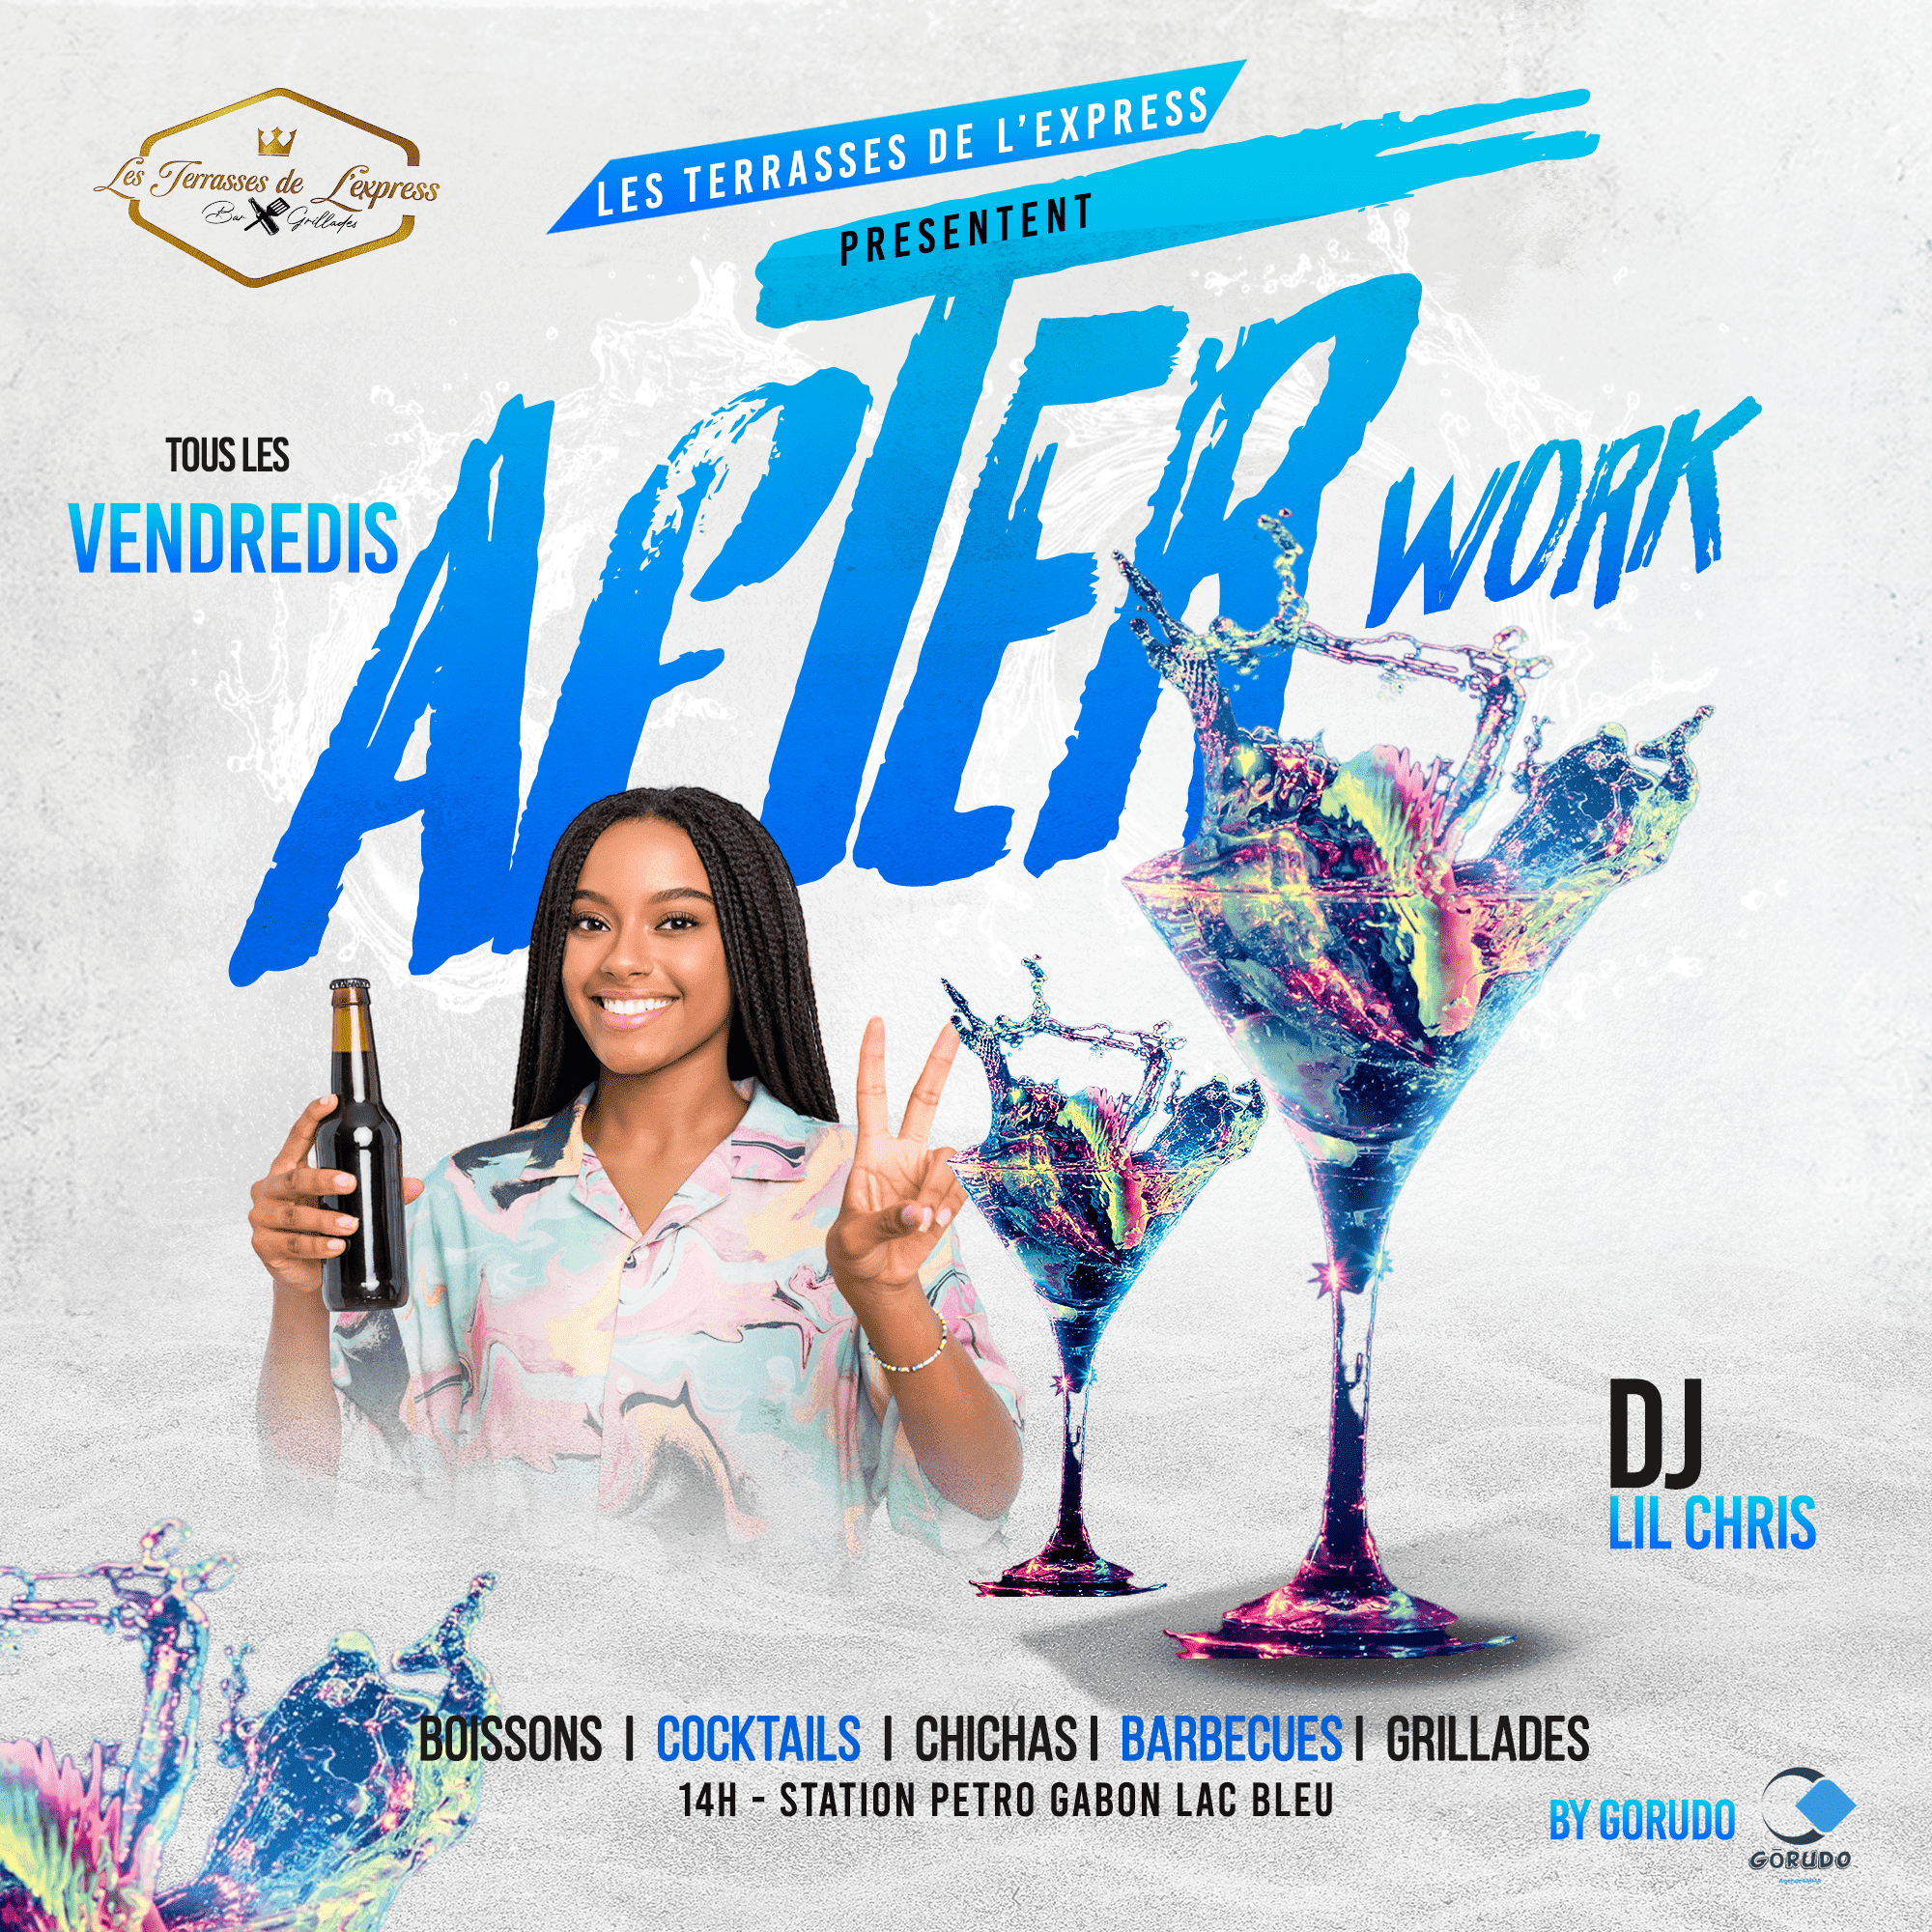 Les Terrasses de L'express
Bar Grillades
LES TERRASSES DE L'EXPRESS
PRESENTENT
AFTER WORK
TOUS LES
VENDREDIS
DJ
LIL CHRIS
BOISSONS | COCKTAILS | CHICHAS | BARBECUES | GRILLADES
14H - STATION PETRO GABON LAC BLEU
BY GORUDO
GŌRUDO